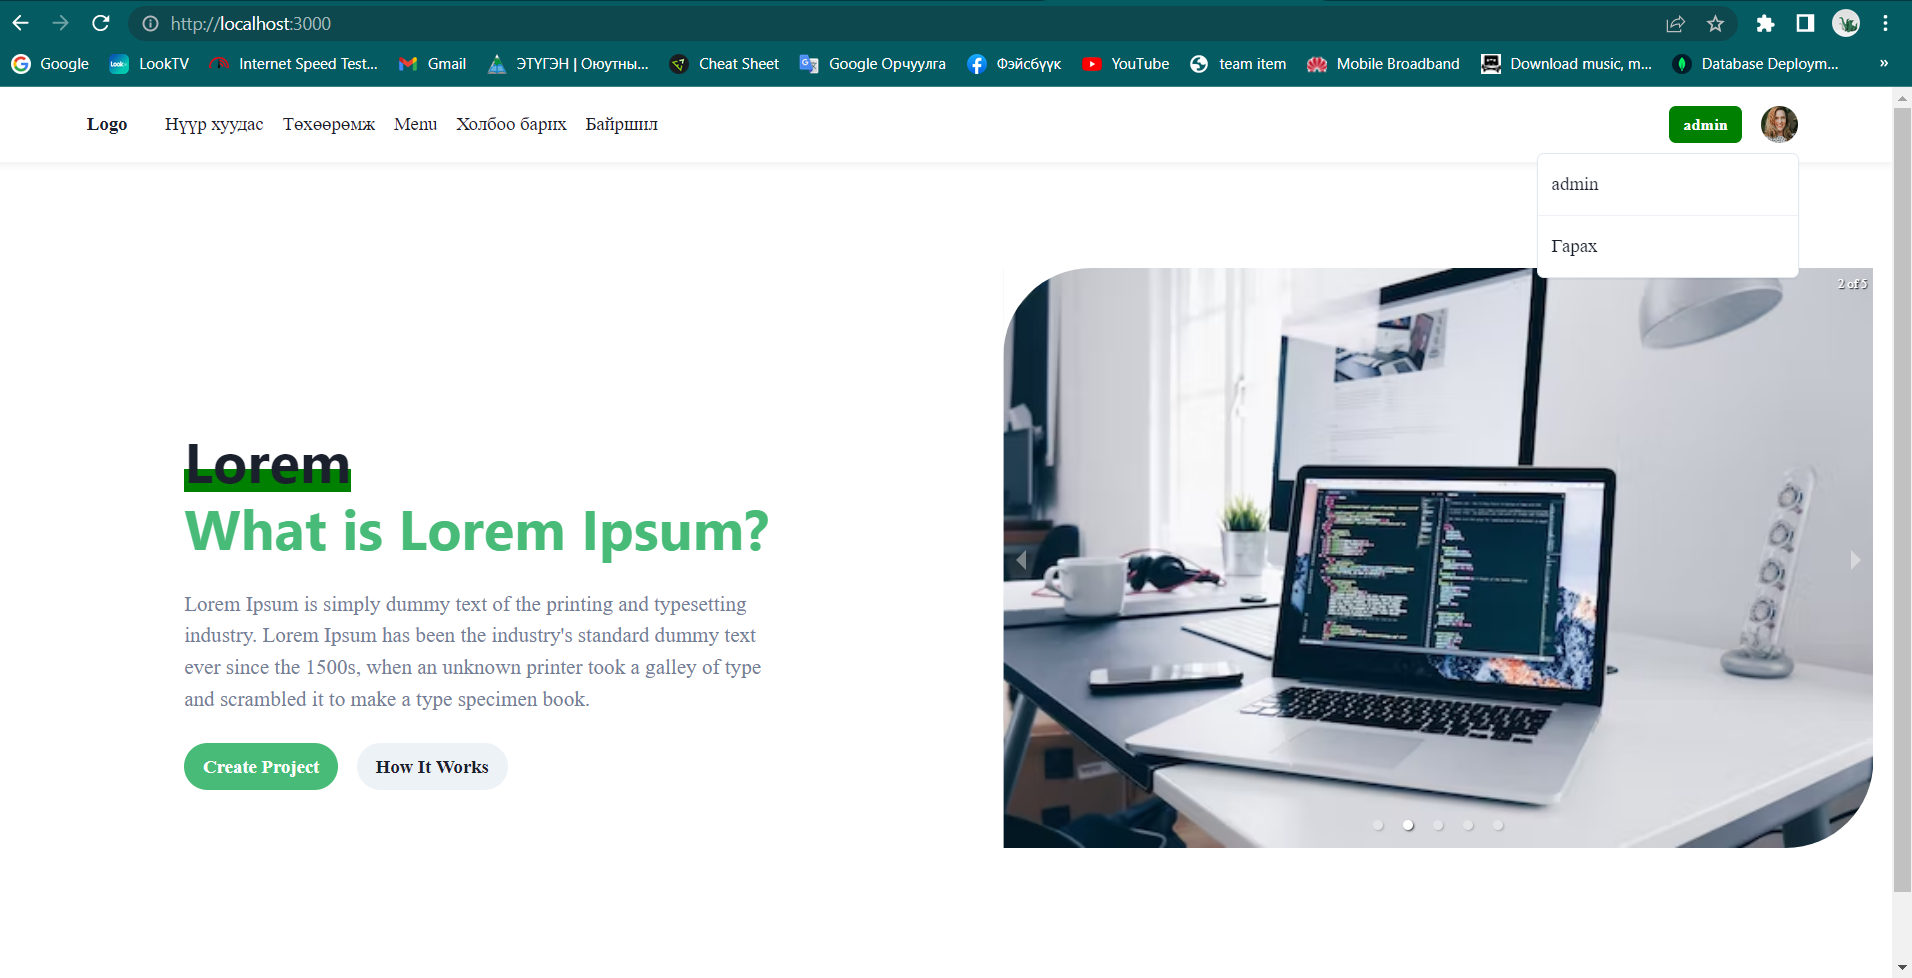 http://localhost:3000
Google LookTV Internet Speed Test... Gmail ЭТҮГЭН | Оюутны... Cheat Sheet Google Орчуулга Фэйсбүүк YouTube team item Mobile Broadband Download music, m... Database Deploym... »
Logo Нүүр хуудас Төхөөрөмж Menu Холбоо барих Байршил admin
admin
Гарах
2 of 5
Lorem
What is Lorem Ipsum?
Lorem Ipsum is simply dummy text of the printing and typesetting
industry. Lorem Ipsum has been the industry's standard dummy text
ever since the 1500s, when an unknown printer took a galley of type
and scrambled it to make a type specimen book.
Create Project How It Works